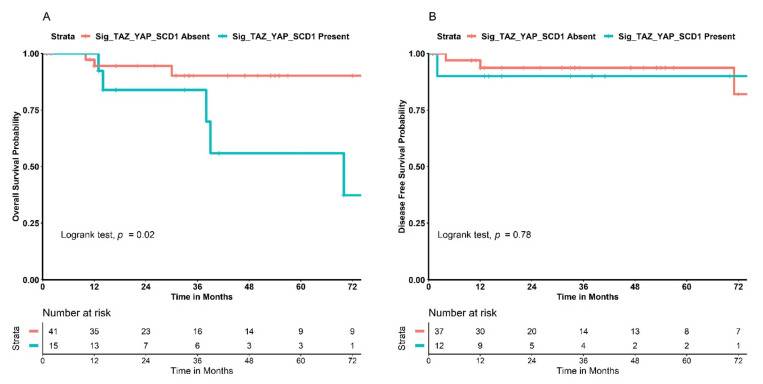 A
Strata Sig_TAZ_YAP_SCD1 Absent Sig_TAZ_YAP_SCD1 Present
Overall Survival Probability
1.00
0.75
0.50
0.25
0.00
Logrank test, p = 0.02
0 12 24 36 48 60 72
Time in Months
Number at risk
Strata
41 35 23 16 14 9 9
15 13 7 6 3 3 1
0 12 24 36 48 60 72
Time in Months
B
Strata Sig_TAZ_YAP_SCD1 Absent Sig_TAZ_YAP_SCD1 Present
Disease Free Survival Probability
1.00
0.75
0.50
0.25
0.00
Logrank test, p = 0.78
0 12 24 36 48 60 72
Time in Months
Number at risk
Strata
37 30 20 14 13 8 7
12 9 5 4 2 2 1
0 12 24 36 48 60 72
Time in Months